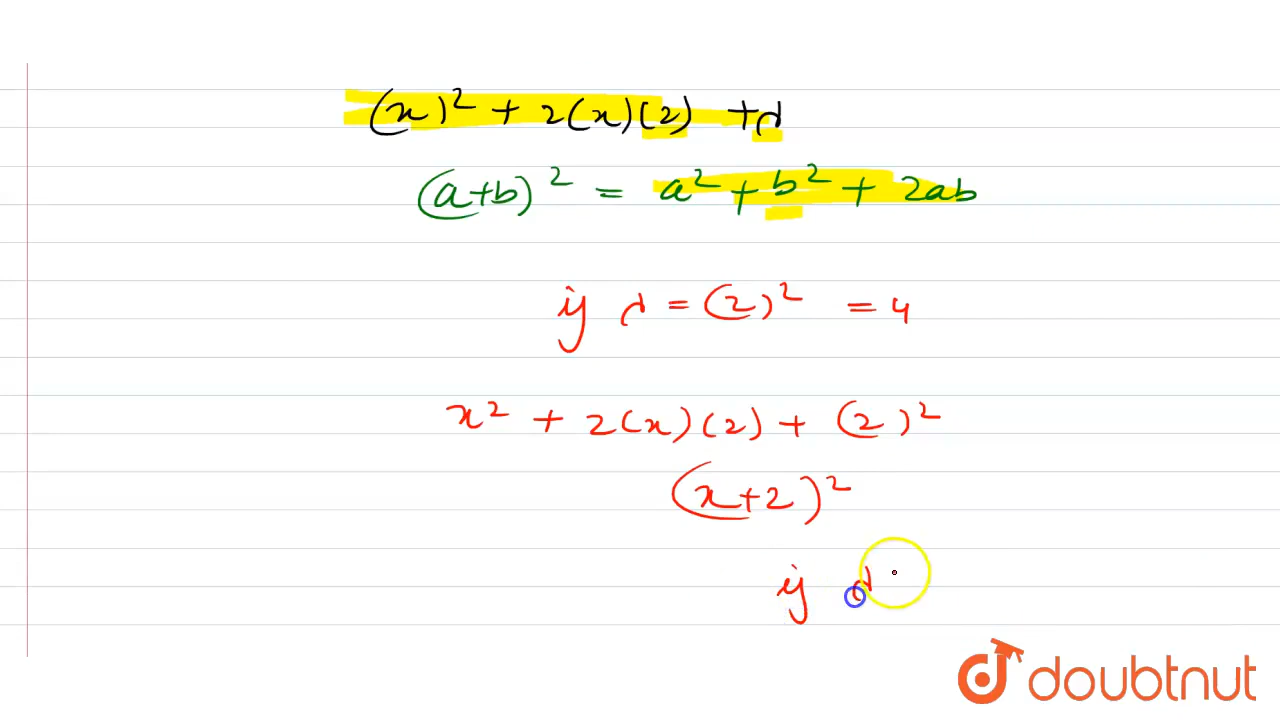 (x)² + 2(x)(2) + d
(a+b)² = a² + b² + 2ab
if d = (2)² = 4
x² + 2(x)(2) + (2)²
(x+2)²
if d
doubtnut